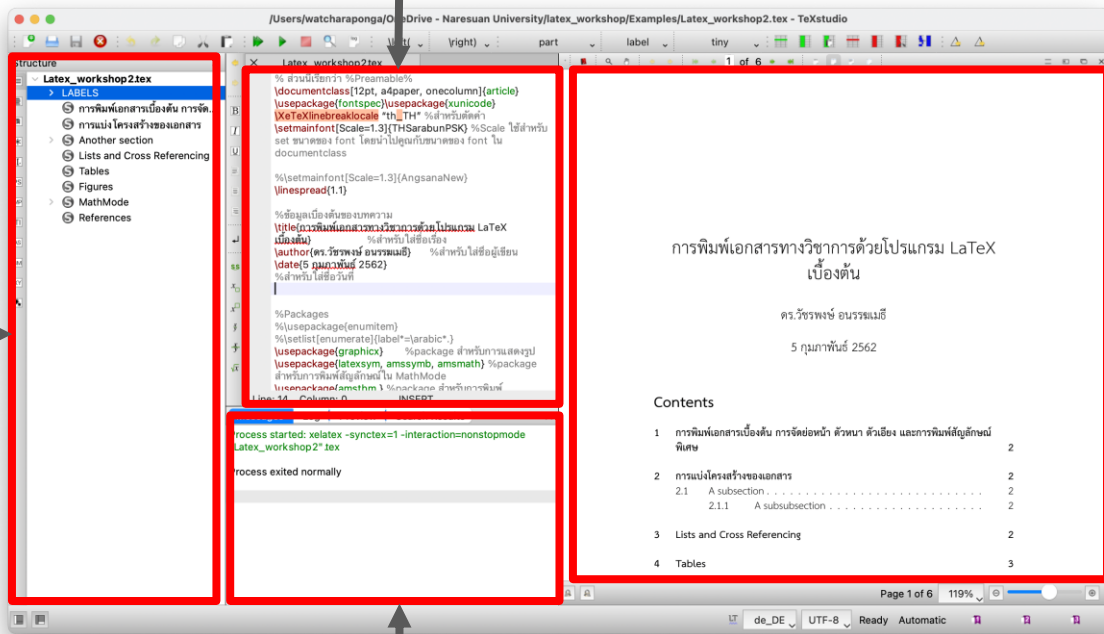 /Users/watcharaponga/OneDrive - Naresuan University/latex_workshop/Examples/Latex_workshop2.tex - TeXstudio
\right) part label tiny
Structure
Latex_workshop2.tex
LABELS
การพิมพ์เอกสารเบื้องต้น การจัด
การแบ่งโครงสร้างของเอกสาร
Another section
Lists and Cross Referencing
Tables
Figures
MathMode
References
Latex_workshop2.tex
% ส่วนนี้เรียกว่า %Preamable%
\documentclass[12pt, a4paper, onecolumn]{article}
\usepackage{fontspec}\usepackage{xunicode}
\XeTeXlinebreaklocale "th_TH" %สำหรับตัดคำ
\setmainfont[Scale=1.3]{THSarabunPSK} %Scale ใช้สำหรับ
set ขนาดของ font โดยนำไปคูณกับขนาดของ font ใน
documentclass
%\setmainfont[Scale=1.3]{AngsanaNew}
\linespread{1.1}
%ข้อมูลเบื้องต้นของบทความ
\title{การพิมพ์เอกสารทางวิชาการด้วยโปรแกรม LaTeX
เบื้องต้น} %สำหรับใส่ชื่อเรื่อง
\author{ดร.วัชรพงษ์ อนรรฆเมธี} %สำหรับใส่ชื่อผู้เขียน
\date{5 กุมภาพันธ์ 2562}
%สำหรับใส่ชื่อวันที่
%Packages
%\usepackage{enumitem}
%\setlist[enumerate]{label*=\arabic*.}
\usepackage{graphicx} %package สำหรับการแสดงรูป
\usepackage{latexsym, amssymb, amsmath} %package
สำหรับการพิมพ์สัญลักษณ์ใน MathMode
\usepackage{amsthm,} %package สำหรับการพิมพ์
Line: 14 Column: 0 INSERT
Process started: xelatex -synctex=1 -interaction=nonstopmode
"Latex_workshop2".tex
Process exited normally
1 of 6
การพิมพ์เอกสารทางวิชาการด้วยโปรแกรม LaTeX
เบื้องต้น
ดร.วัชรพงษ์ อนรรฆเมธี
5 กุมภาพันธ์ 2562
Contents
1 การพิมพ์เอกสารเบื้องต้น การจัดย่อหน้า ตัวหนา ตัวเอียง และการพิมพ์สัญลักษณ์
พิเศษ 2
2 การแบ่งโครงสร้างของเอกสาร 2
2.1 A subsection . . . . . . . . . . . . . . . . . . . . . . . . . . . 2
2.1.1 A subsubsection . . . . . . . . . . . . . . . . . . . . . 2
3 Lists and Cross Referencing 2
4 Tables 3
Page 1 of 6 119%
de_DE UTF-8 Ready Automatic